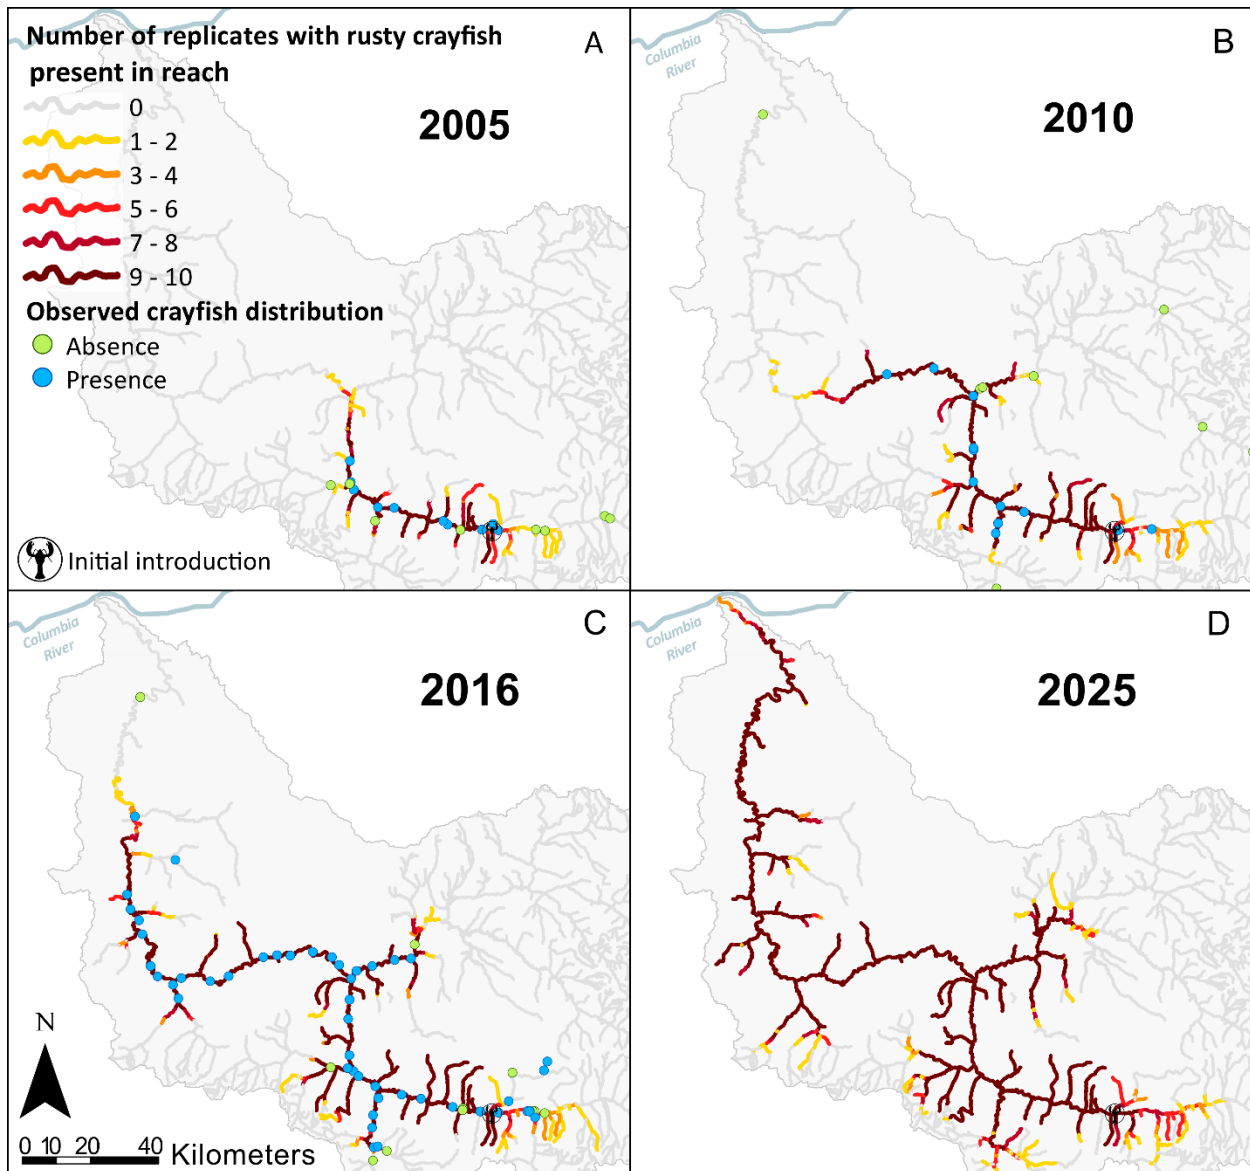 Number of replicates with rusty crayfish
present in reach
0
1 - 2
3 - 4
5 - 6
7 - 8
9 - 10
Observed crayfish distribution
Absence
Presence
Initial introduction
A
2005
Columbia
River
B
2010
Columbia
River
C
2016
N
0 10 20 40 Kilometers
Columbia
River
D
2025